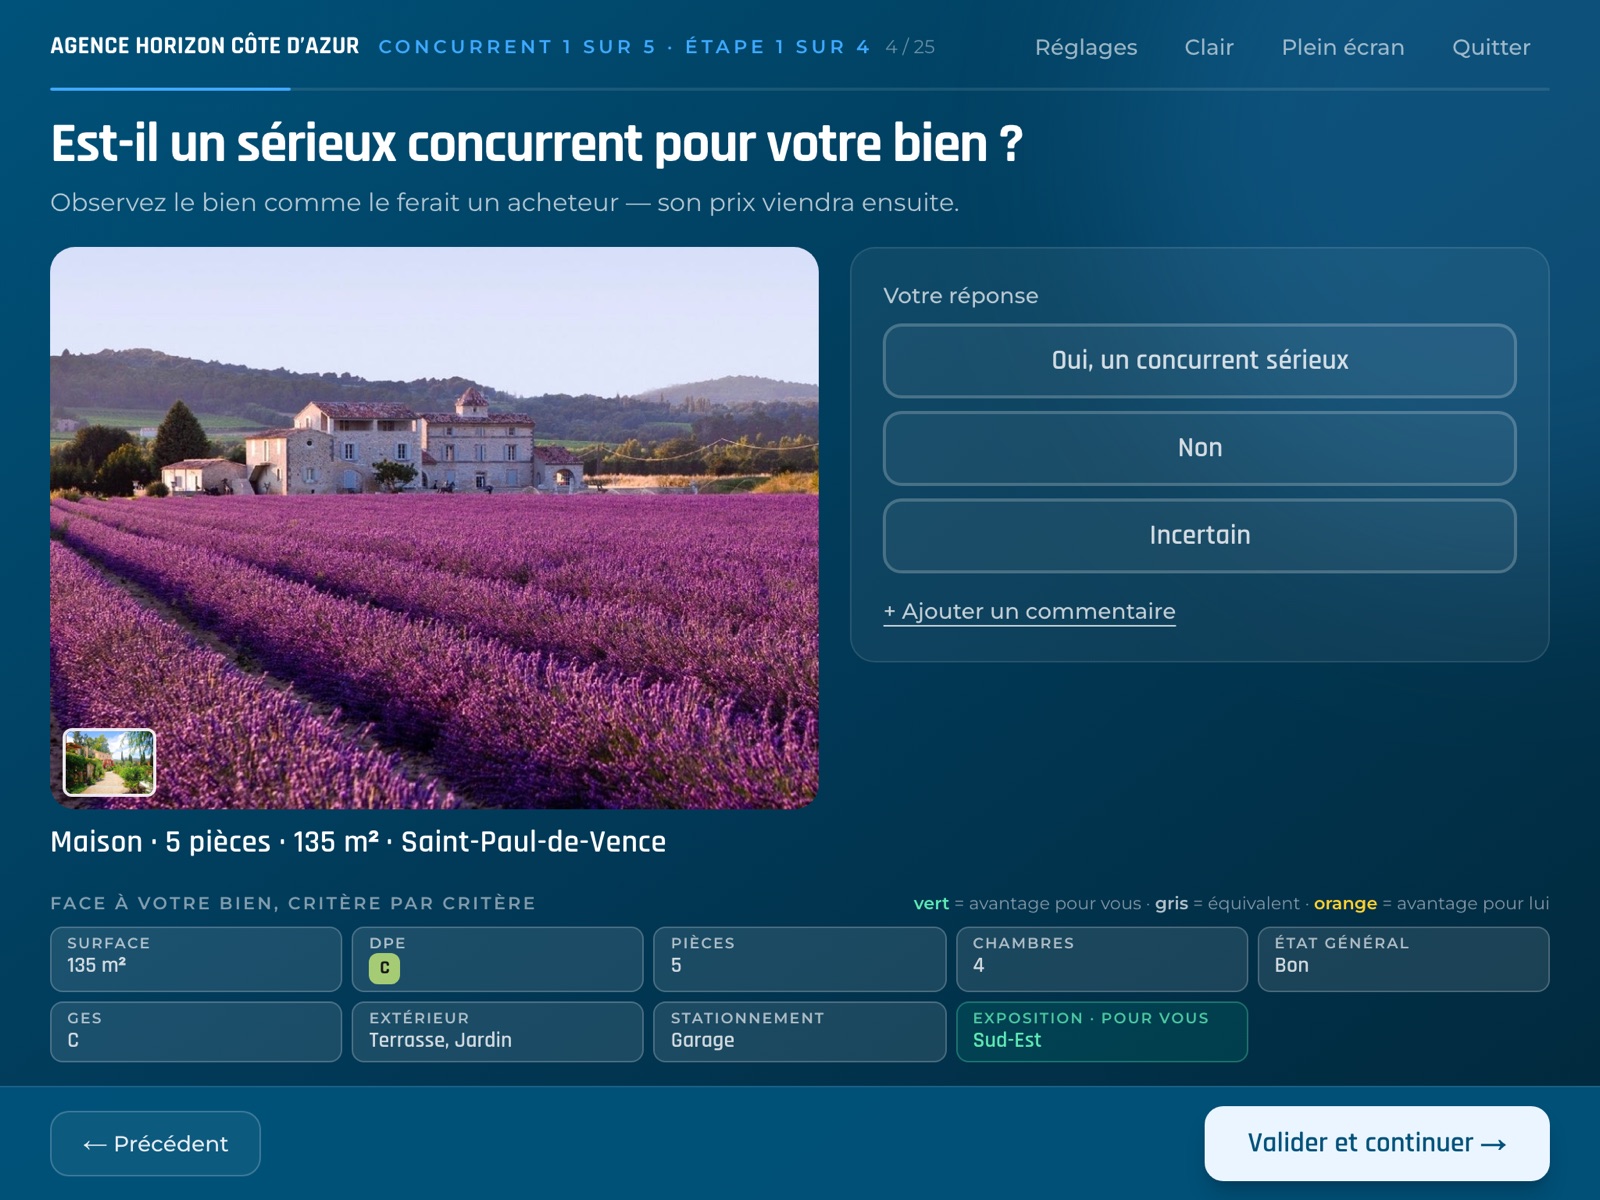 AGENCE HORIZON CÔTE D’AZUR CONCURRENT 1 SUR 5 · ÉTAPE 1 SUR 4 4 / 25 Réglages Clair Plein écran Quitter
Est-il un sérieux concurrent pour votre bien ?
Observez le bien comme le ferait un acheteur — son prix viendra ensuite.
Votre réponse
Oui, un concurrent sérieux
Non
Incertain
+ Ajouter un commentaire
Maison · 5 pièces · 135 m² · Saint-Paul-de-Vence
FACE À VOTRE BIEN, CRITÈRE PAR CRITÈRE
vert = avantage pour vous · gris = équivalent · orange = avantage pour lui
SURFACE
135 m²
DPE
C
PIÈCES
5
CHAMBRES
4
ÉTAT GÉNÉRAL
Bon
GES
C
EXTÉRIEUR
Terrasse, Jardin
STATIONNEMENT
Garage
EXPOSITION · POUR VOUS
Sud-Est
← Précédent
Valider et continuer →